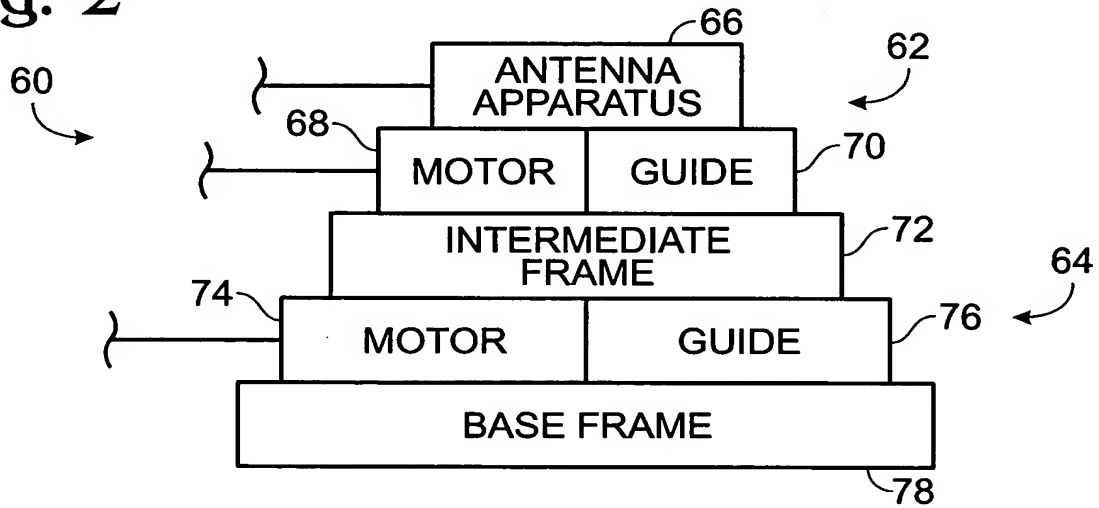 g. 2
66
60
ANTENNA
APPARATUS
62
68
MOTOR
GUIDE
70
INTERMEDIATE
FRAME
72
74
MOTOR
GUIDE
76
64
BASE FRAME
78